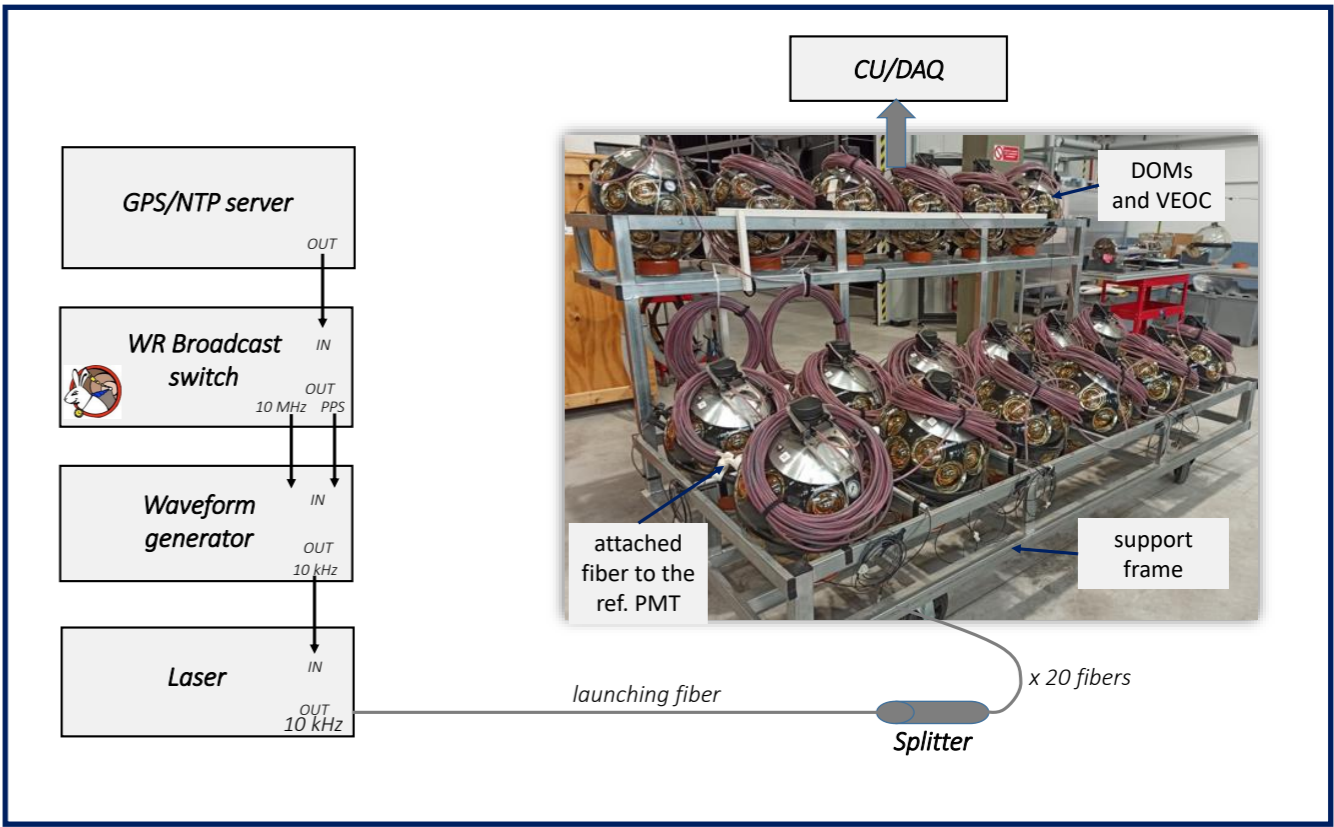 CU/DAQ
GPS/NTP server
OUT
WR Broadcast
switch
IN
OUT
10 MHz
PPS
Waveform
generator
IN
OUT
10 kHz
Laser
IN
OUT
10 kHz
launching fiber
Splitter
x 20 fibers
DOMs
and VEOC
attached
fiber to the
ref. PMT
support
frame